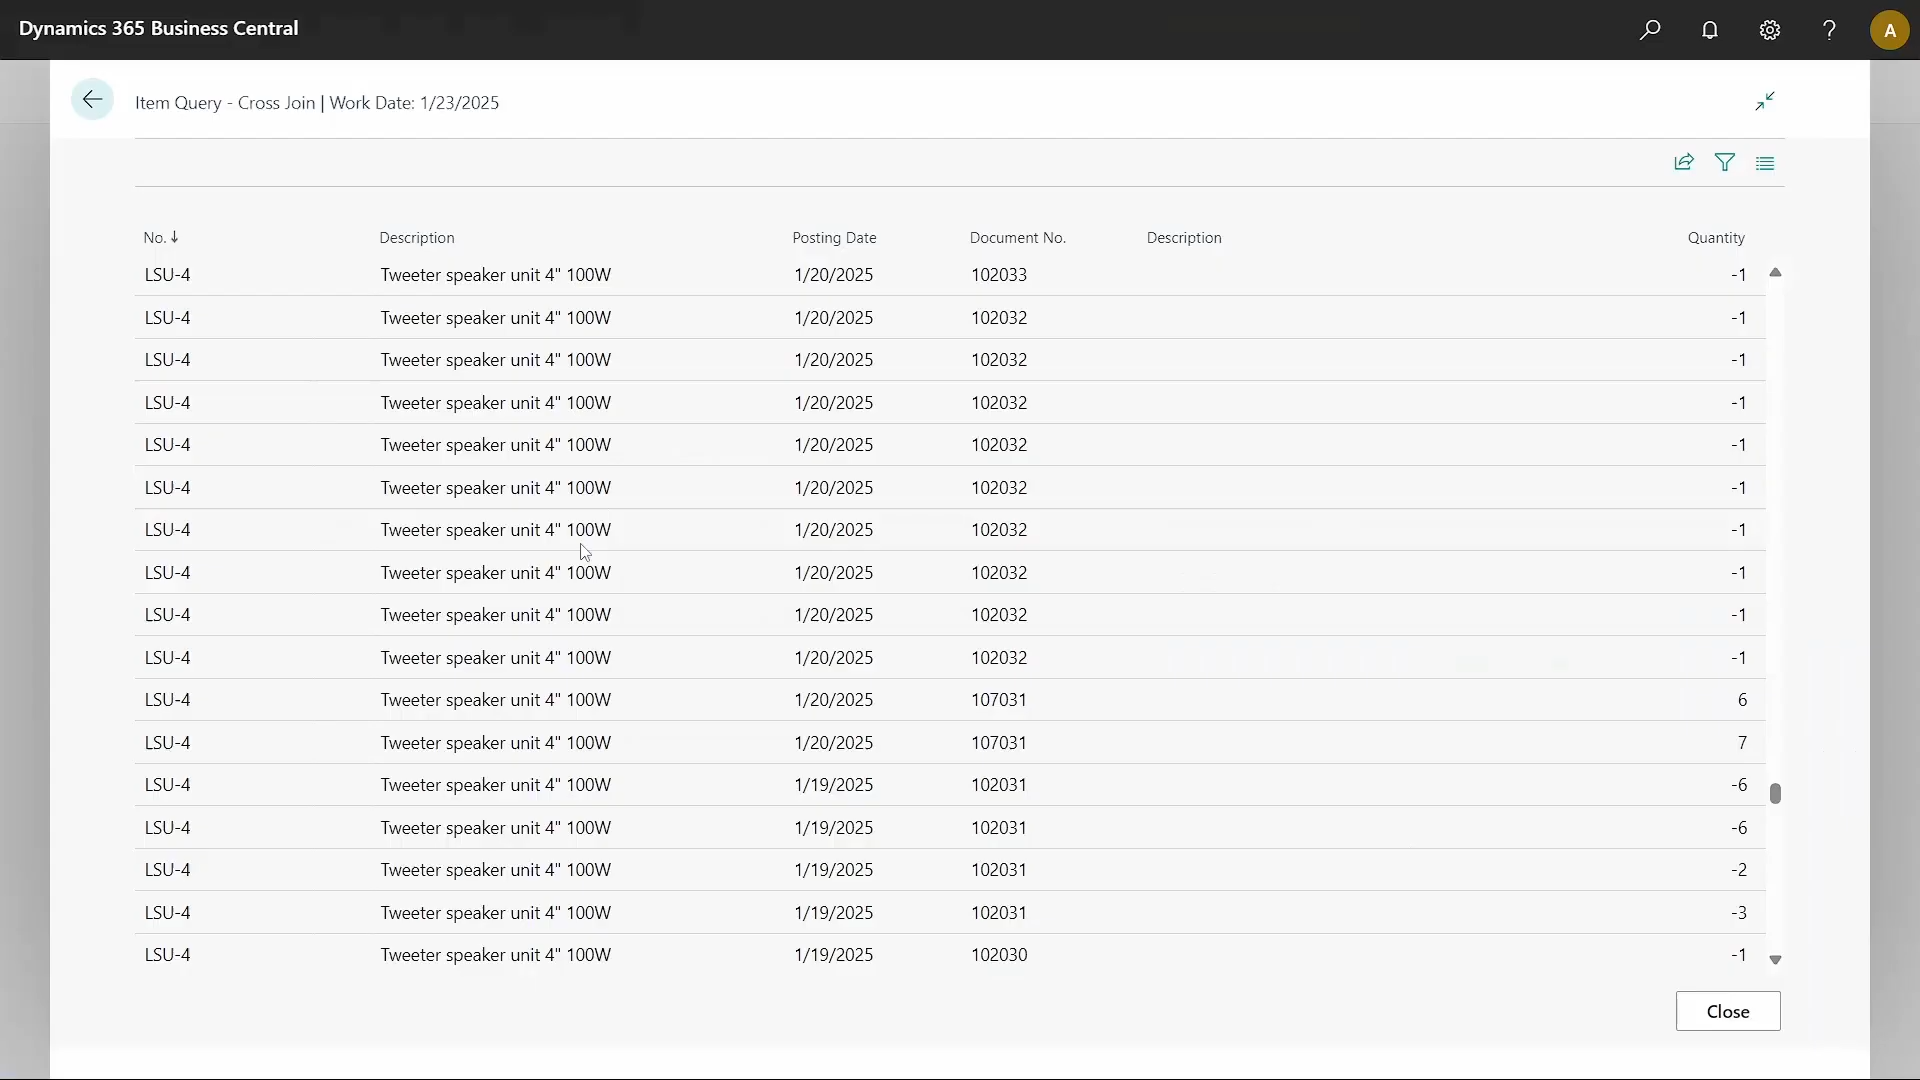 Dynamics 365 Business Central
A
Item Query - Cross Join | Work Date: 1/23/2025
No.↓ Description Posting Date Document No. Description Quantity
LSU-4 Tweeter speaker unit 4" 100W 1/20/2025 102033 -1
LSU-4 Tweeter speaker unit 4" 100W 1/20/2025 102032 -1
LSU-4 Tweeter speaker unit 4" 100W 1/20/2025 102032 -1
LSU-4 Tweeter speaker unit 4" 100W 1/20/2025 102032 -1
LSU-4 Tweeter speaker unit 4" 100W 1/20/2025 102032 -1
LSU-4 Tweeter speaker unit 4" 100W 1/20/2025 102032 -1
LSU-4 Tweeter speaker unit 4" 100W 1/20/2025 102032 -1
LSU-4 Tweeter speaker unit 4" 100W 1/20/2025 102032 -1
LSU-4 Tweeter speaker unit 4" 100W 1/20/2025 102032 -1
LSU-4 Tweeter speaker unit 4" 100W 1/20/2025 102032 -1
LSU-4 Tweeter speaker unit 4" 100W 1/20/2025 107031 6
LSU-4 Tweeter speaker unit 4" 100W 1/20/2025 107031 7
LSU-4 Tweeter speaker unit 4" 100W 1/19/2025 102031 -6
LSU-4 Tweeter speaker unit 4" 100W 1/19/2025 102031 -6
LSU-4 Tweeter speaker unit 4" 100W 1/19/2025 102031 -2
LSU-4 Tweeter speaker unit 4" 100W 1/19/2025 102031 -3
LSU-4 Tweeter speaker unit 4" 100W 1/19/2025 102030 -1
Close